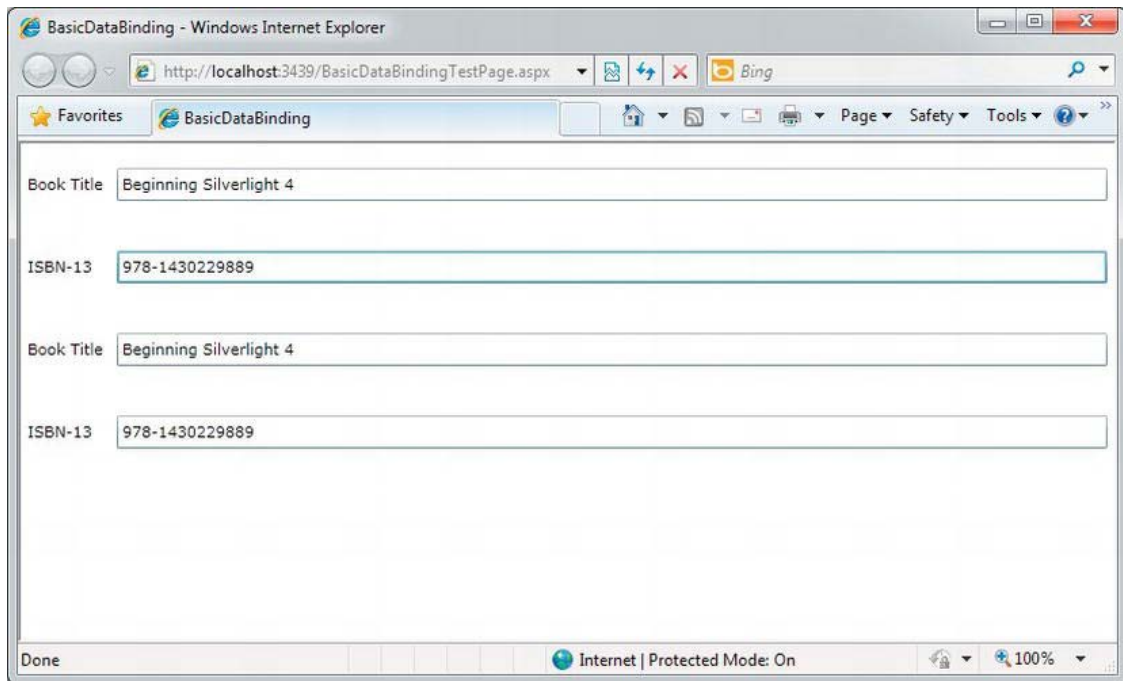 BasicDataBinding - Windows Internet Explorer
http://localhost:3439/BasicDataBindingTestPage.aspx
Bing
Favorites
BasicDataBinding
Page Safety Tools
Book Title Beginning Silverlight 4
ISBN-13 978-1430229889
Book Title Beginning Silverlight 4
ISBN-13 978-1430229889
Done
Internet | Protected Mode: On
100%